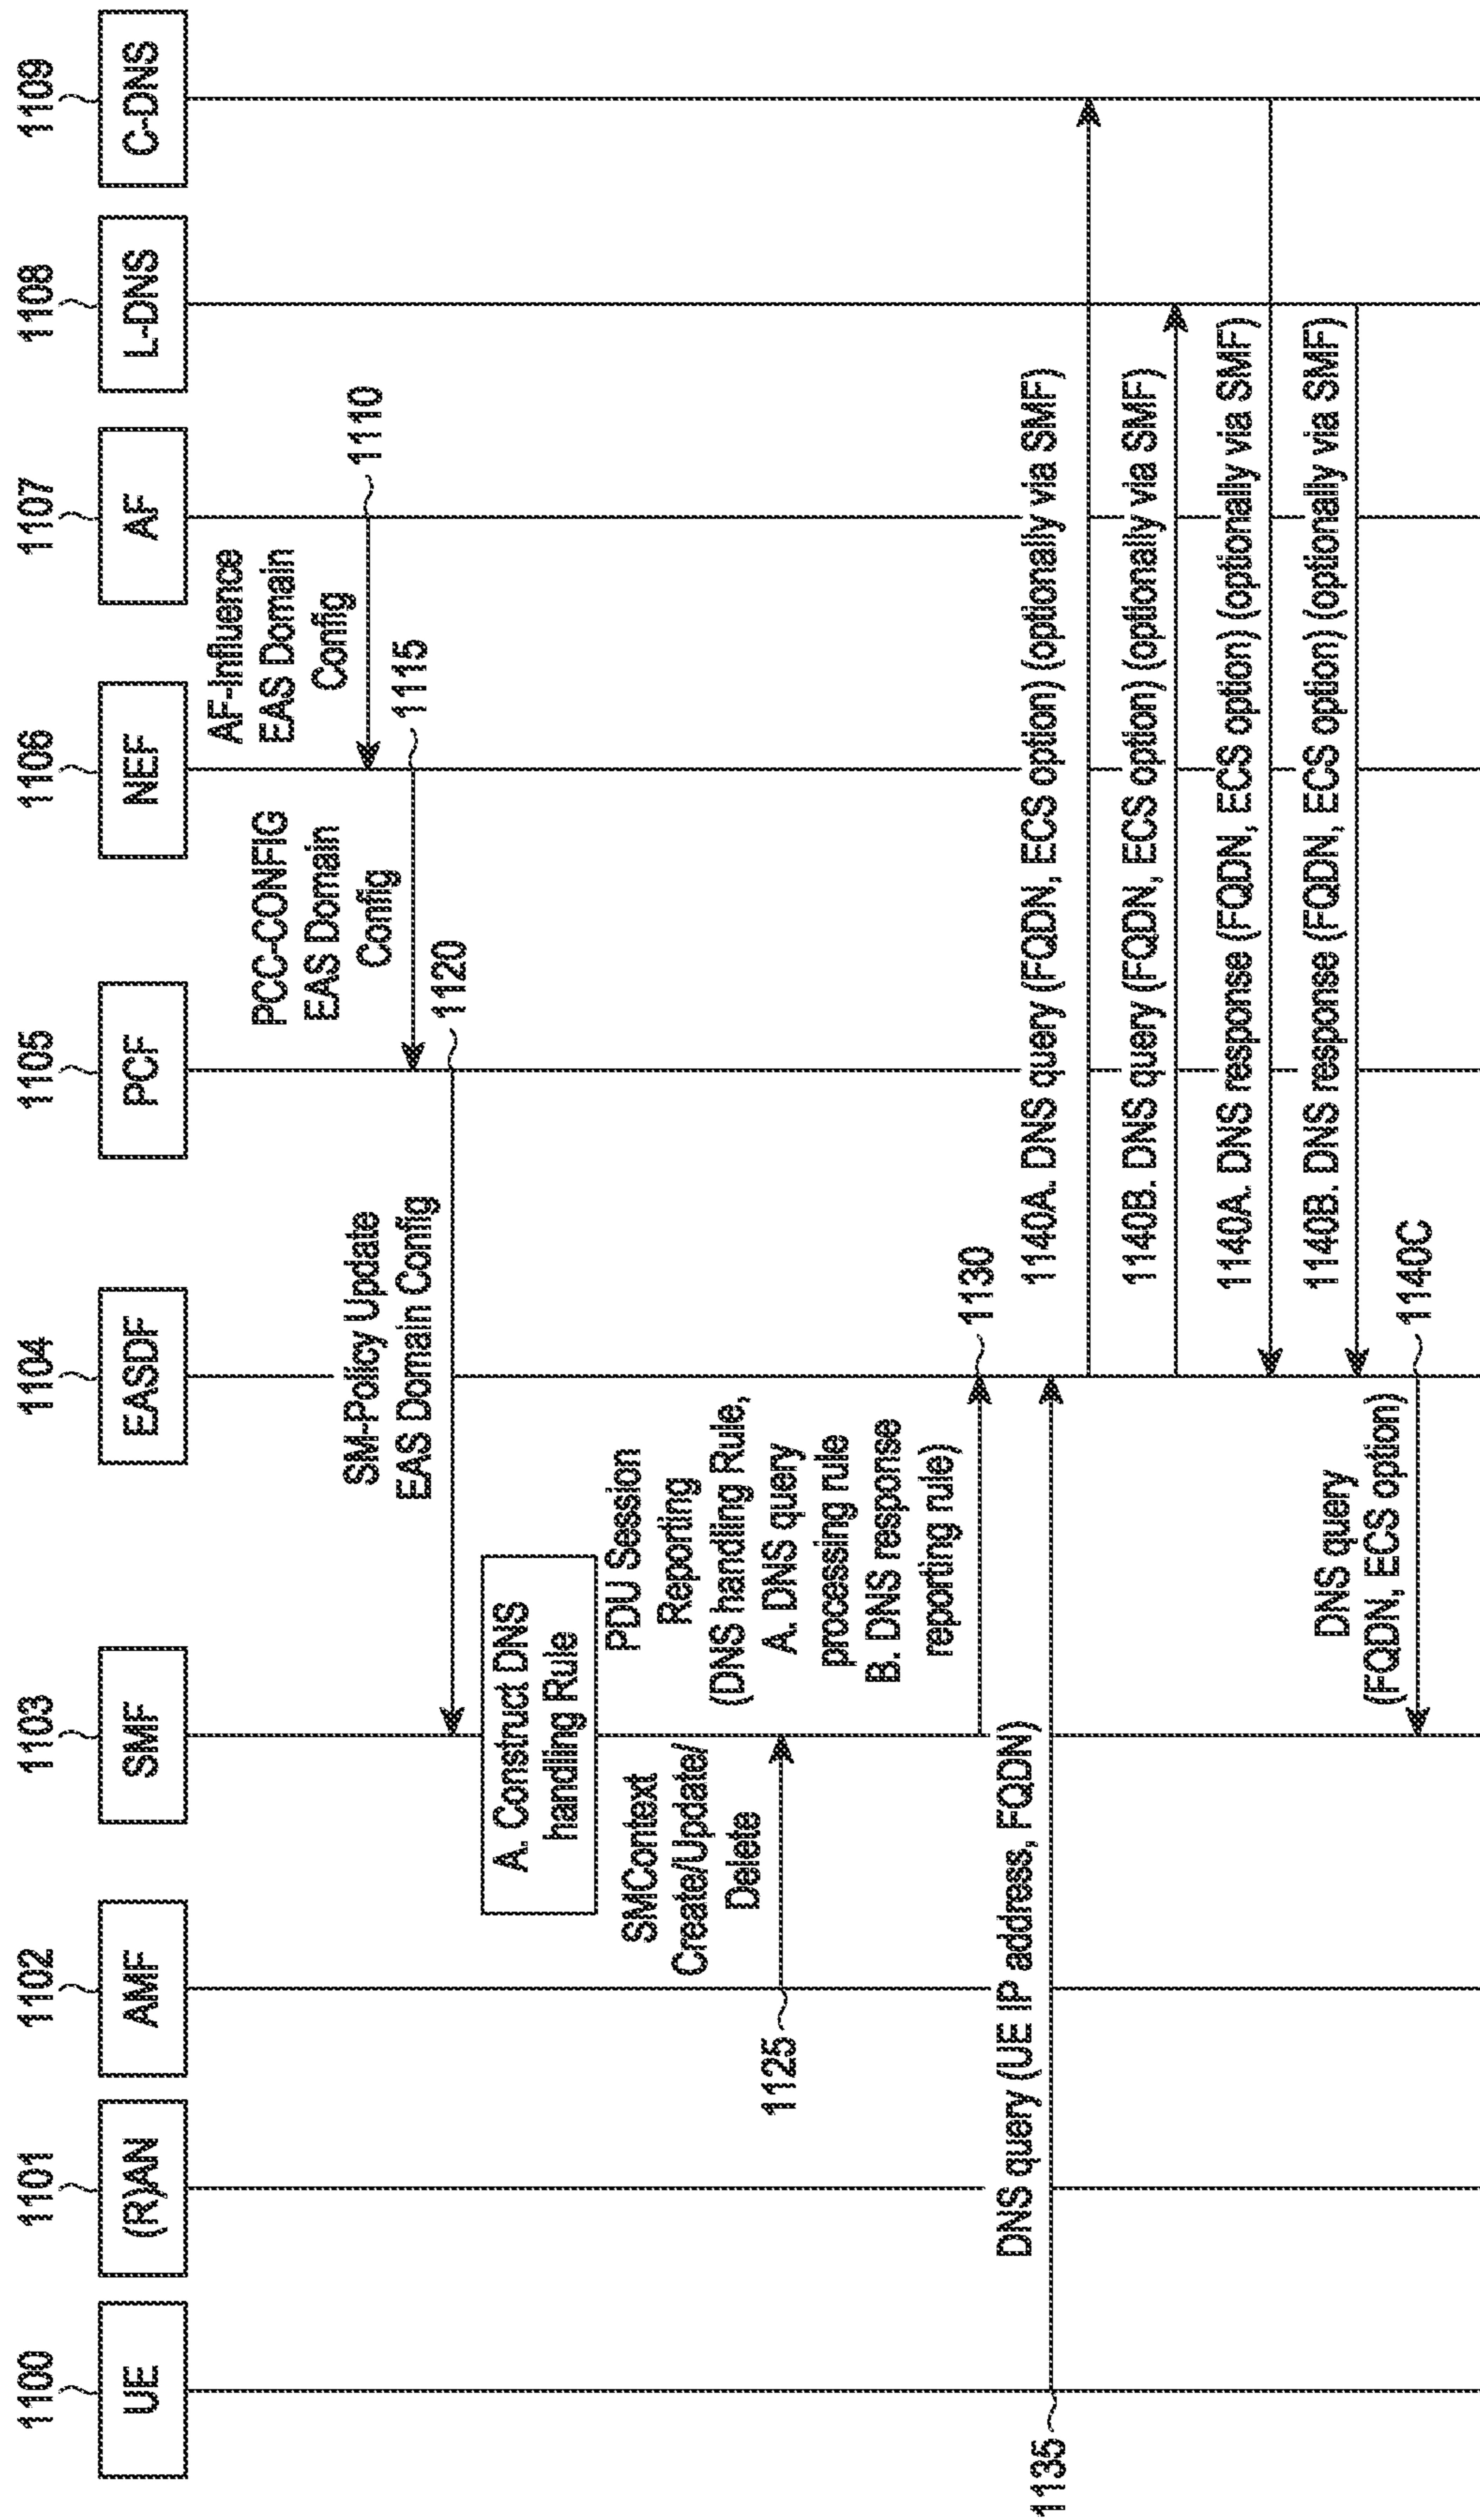 1100
1101
1102
1103
1104
1105
1106
1107
1108
1109
UE
(R)AN
AMF
SMF
EASDF
PCF
NEF
AF
L-DNS
C-DNS
AF-Influence
EAS Domain
Config
1110
PCC-CONFIG
EAS Domain
Config
1115
SM-Policy Update
EAS Domain Config
1120
A. Construct DNS
handling Rule
SMContext
Create/Update/
Delete
1125
PDU Session
Reporting
(DNS handling Rule,
A. DNS query
processing rule
B. DNS response
reporting rule)
1130
DNS query (UE IP address, FQDN)
1135
1140A. DNS query (FQDN, ECS option) (optionally via SMF)
1140B. DNS query (FQDN, ECS option) (optionally via SMF)
1140A. DNS response (FQDN, ECS option) (optionally via SMF)
1140B. DNS response (FQDN, ECS option) (optionally via SMF)
DNS query
(FQDN, ECS option)
1140C